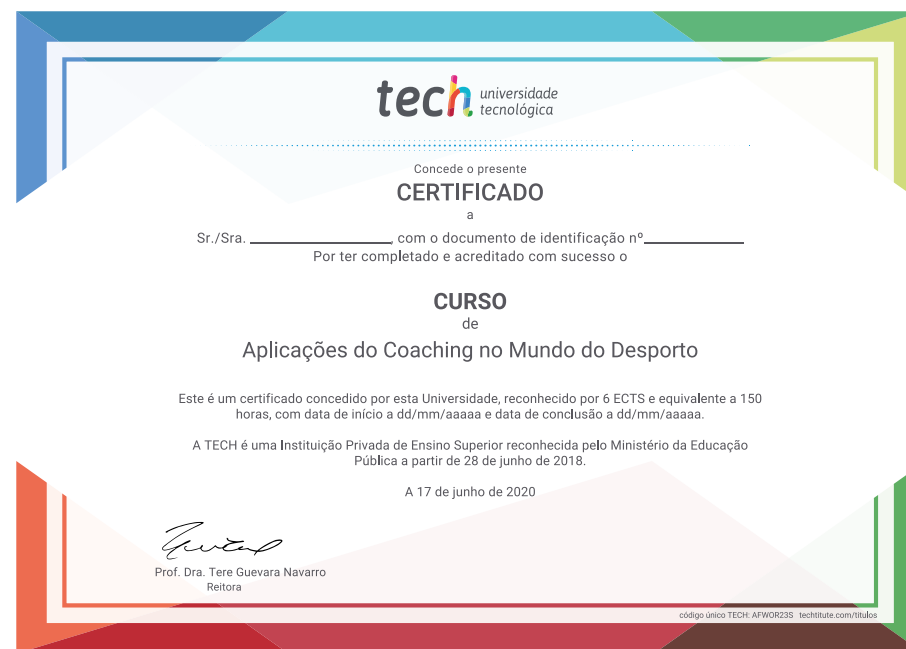 tech universidade
tecnológica
Concede o presente
CERTIFICADO
a
Sr./Sra. ________________, com o documento de identificação nº____________
Por ter completado e acreditado com sucesso o
CURSO
de
Aplicações do Coaching no Mundo do Desporto
Este é um certificado concedido por esta Universidade, reconhecido por 6 ECTS e equivalente a 150
horas, com data de início a dd/mm/aaaaa e data de conclusão a dd/mm/aaaaa.
A TECH é uma Instituição Privada de Ensino Superior reconhecida pelo Ministério da Educação
Pública a partir de 28 de junho de 2018.
A 17 de junho de 2020
Prof. Dra. Tere Guevara Navarro
Reitora
código único TECH: AFWOR23S techtitute.com/titulos